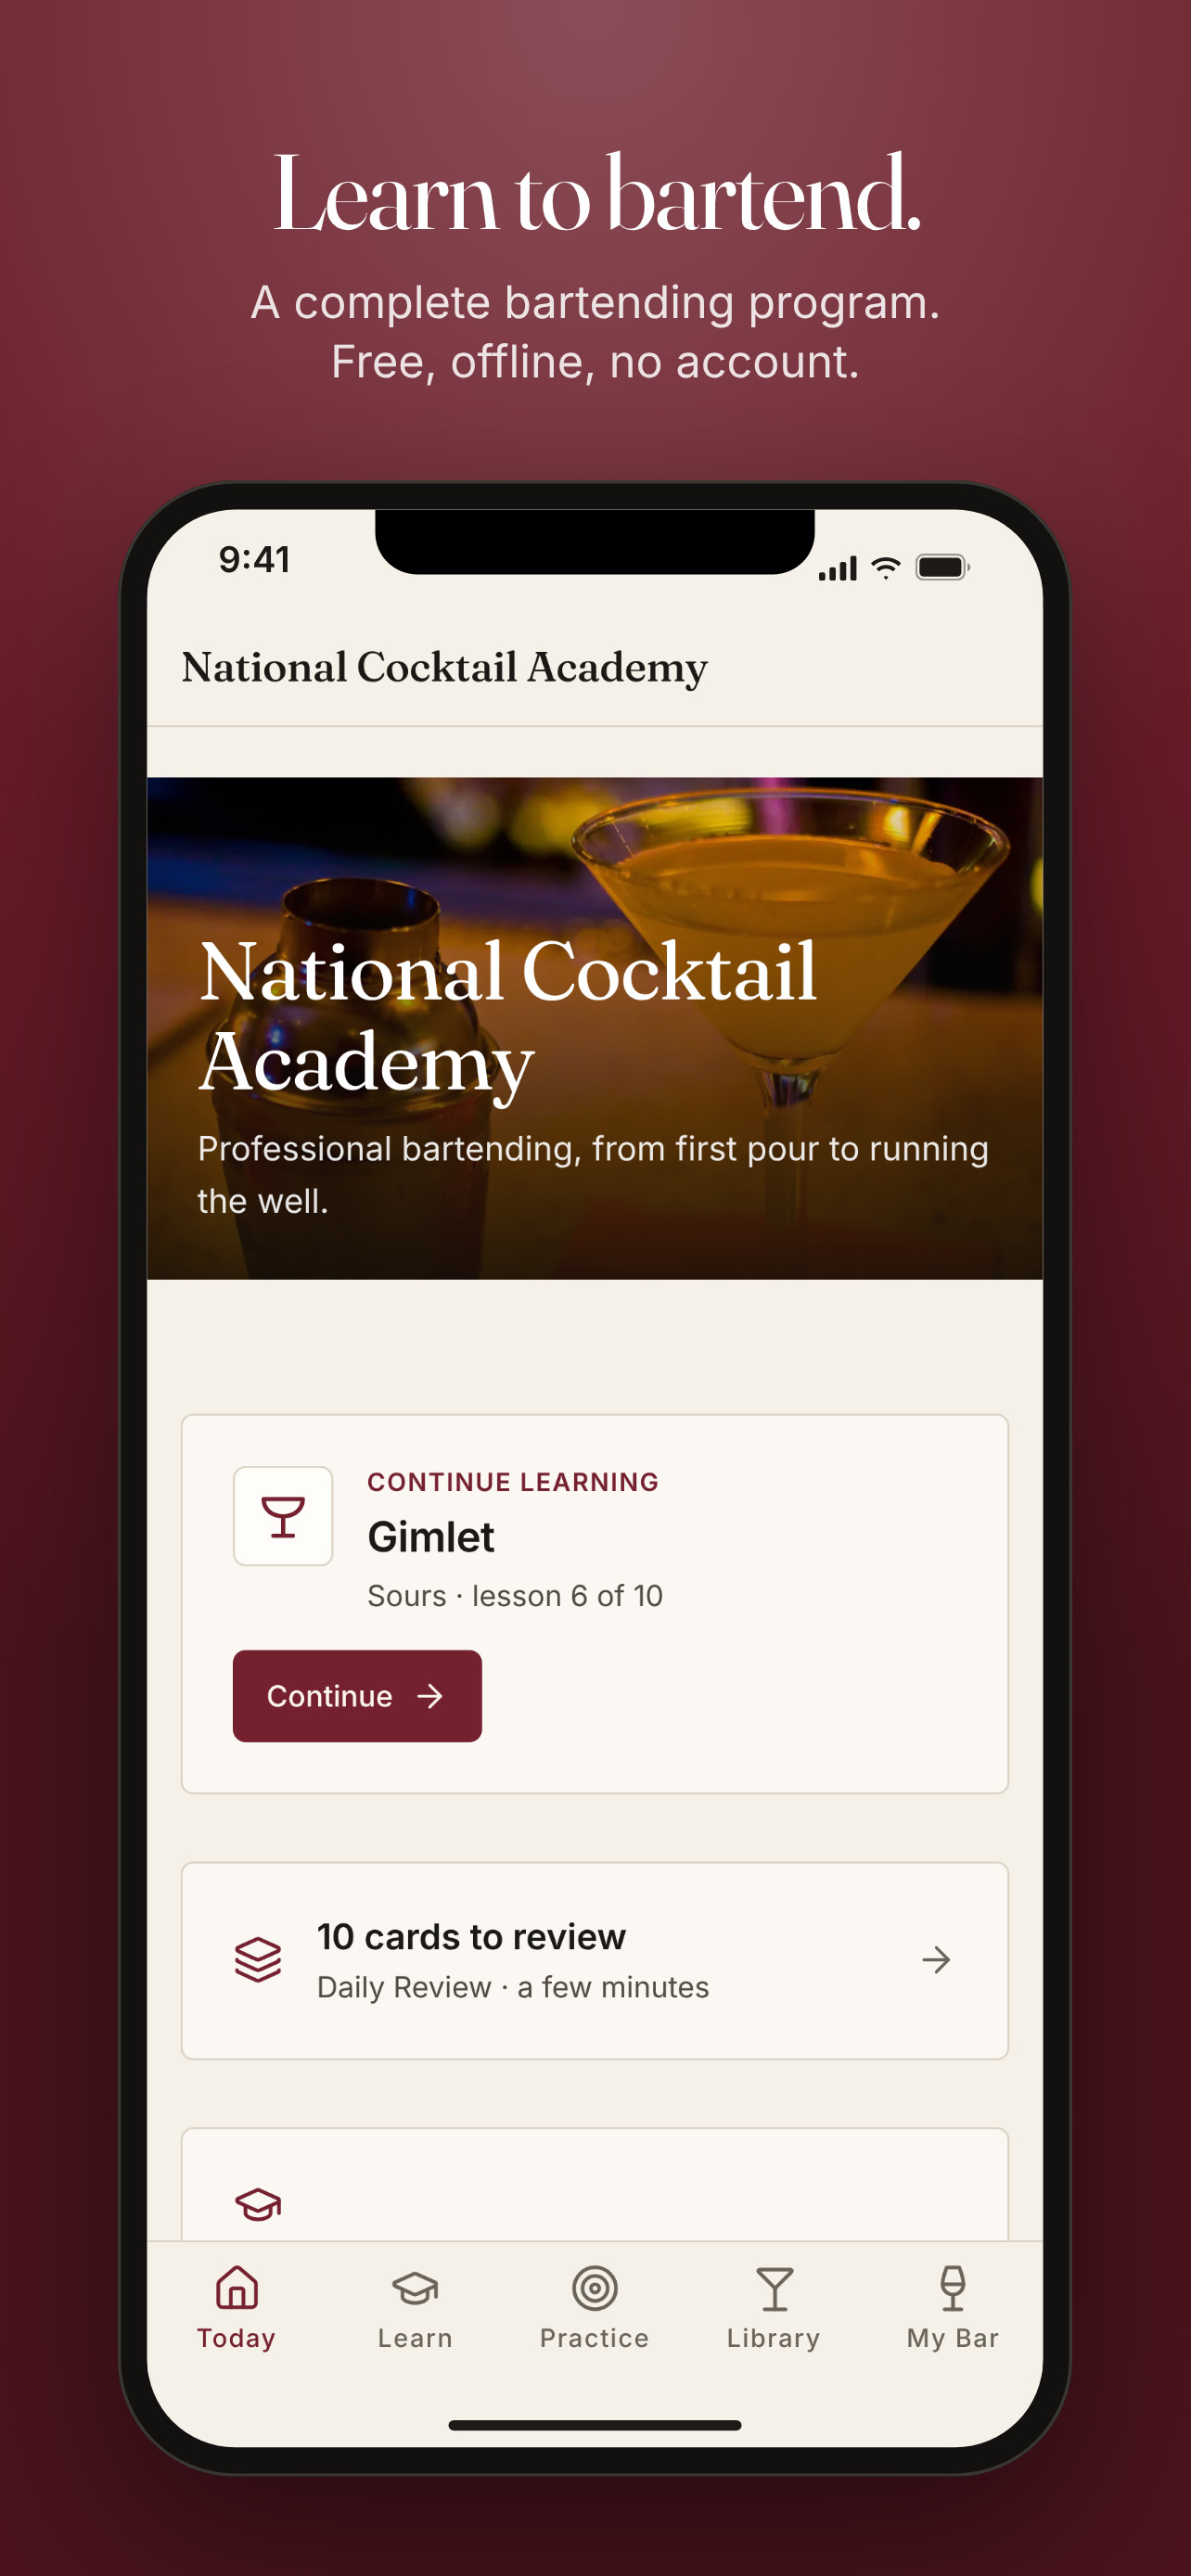 Learn to bartend.
A complete bartending program.
Free, offline, no account.
9:41
National Cocktail Academy
National Cocktail
Academy
Professional bartending, from first pour to running
the well.
CONTINUE LEARNING
Gimlet
Sours · lesson 6 of 10
Continue
10 cards to review
Daily Review · a few minutes
Today
Learn
Practice
Library
My Bar